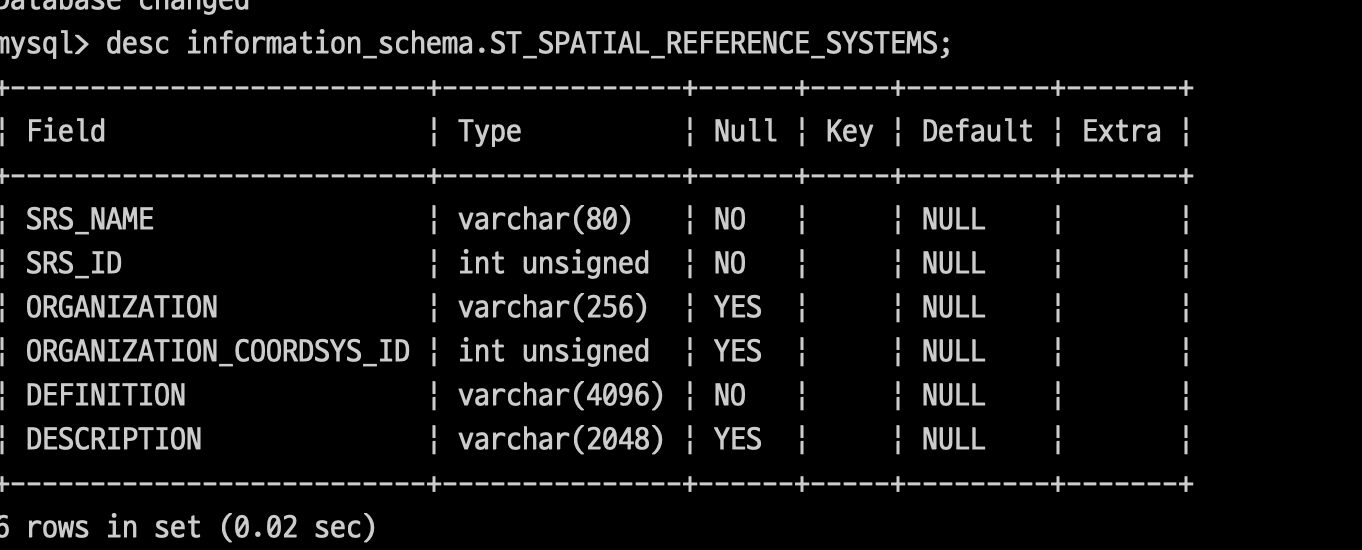 Database changed
mysql> desc information_schema.ST_SPATIAL_REFERENCE_SYSTEMS;
+--------------------------+---------------+------+-----+---------+-------+
| Field                    | Type          | Null | Key | Default | Extra |
+--------------------------+---------------+------+-----+---------+-------+
| SRS_NAME                 | varchar(80)   | NO   |     | NULL    |       |
| SRS_ID                   | int unsigned  | NO   |     | NULL    |       |
| ORGANIZATION             | varchar(256)  | YES  |     | NULL    |       |
| ORGANIZATION_COORDSYS_ID | int unsigned  | YES  |     | NULL    |       |
| DEFINITION               | varchar(4096) | NO   |     | NULL    |       |
| DESCRIPTION              | varchar(2048) | YES  |     | NULL    |       |
+--------------------------+---------------+------+-----+---------+-------+
6 rows in set (0.02 sec)